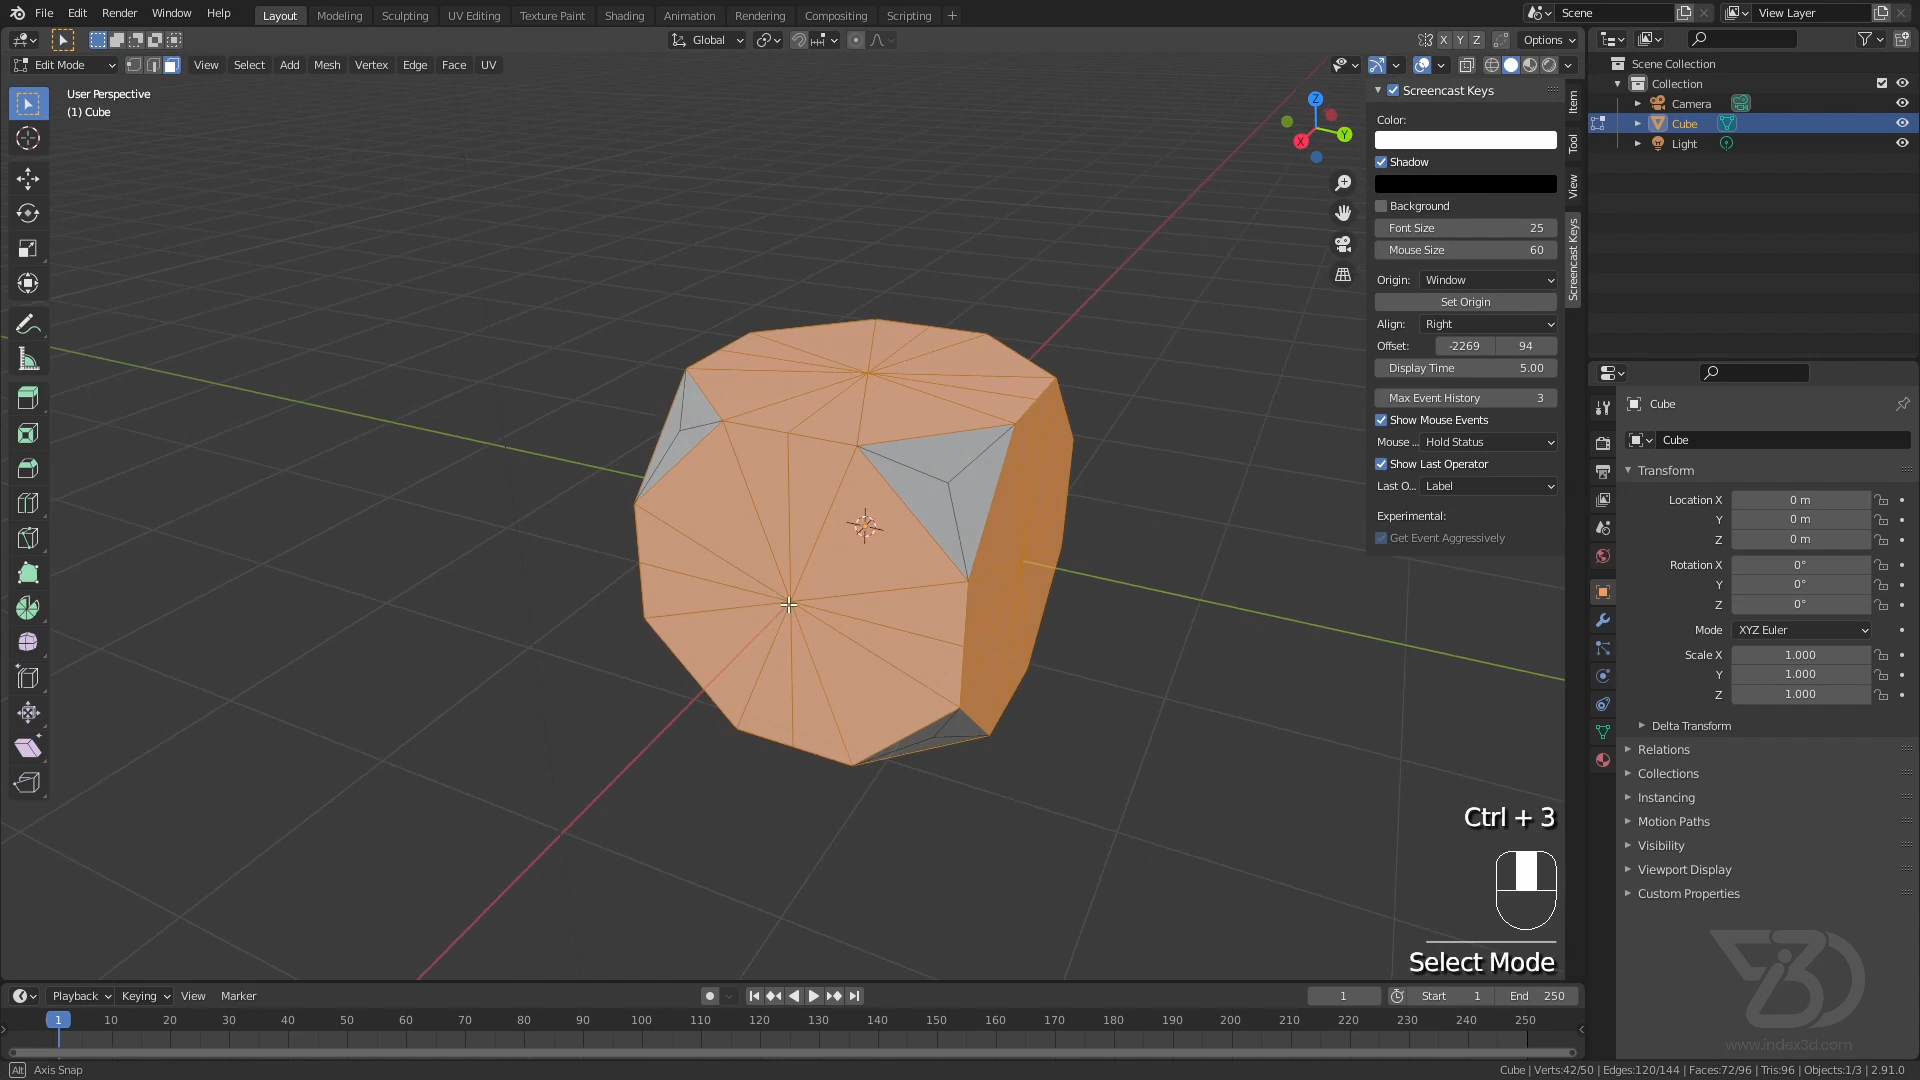 File Edit Render Window Help
Layout Modeling Sculpting UV Editing Texture Paint Shading Animation Rendering Compositing Scripting +
Scene
View Layer
Global
X Y Z
Options
Edit Mode
View Select Add Mesh Vertex Edge Face UV
User Perspective
(1) Cube
Z
Y
X
Screencast Keys
Color:
Shadow
Background
Font Size 25
Mouse Size 60
Origin: Window
Set Origin
Align: Right
Offset: -2269 94
Display Time 5.00
Max Event History 3
Show Mouse Events
Mouse ... Hold Status
Show Last Operator
Last O... Label
Experimental:
Get Event Aggressively
Item
Tool
View
Screencast Keys
Scene Collection
Collection
Camera
Cube
Light
Cube
Cube
Transform
Location X 0 m
Y 0 m
Z 0 m
Rotation X 0°
Y 0°
Z 0°
Mode XYZ Euler
Scale X 1.000
Y 1.000
Z 1.000
Delta Transform
Relations
Collections
Instancing
Motion Paths
Visibility
Viewport Display
Custom Properties
Ctrl + 3
Select Mode
Playback Keying View Marker
1
Start 1
End 250
1 10 20 30 40 50 60 70 80 90 100 110 120 130 140 150 160 170 180 190 200 210 220 230 240 250
www.index3d.com
Alt Axis Snap
Cube | Verts:42/50 | Edges:120/144 | Faces:72/96 | Tris:96 | Objects:1/3 | 2.91.0